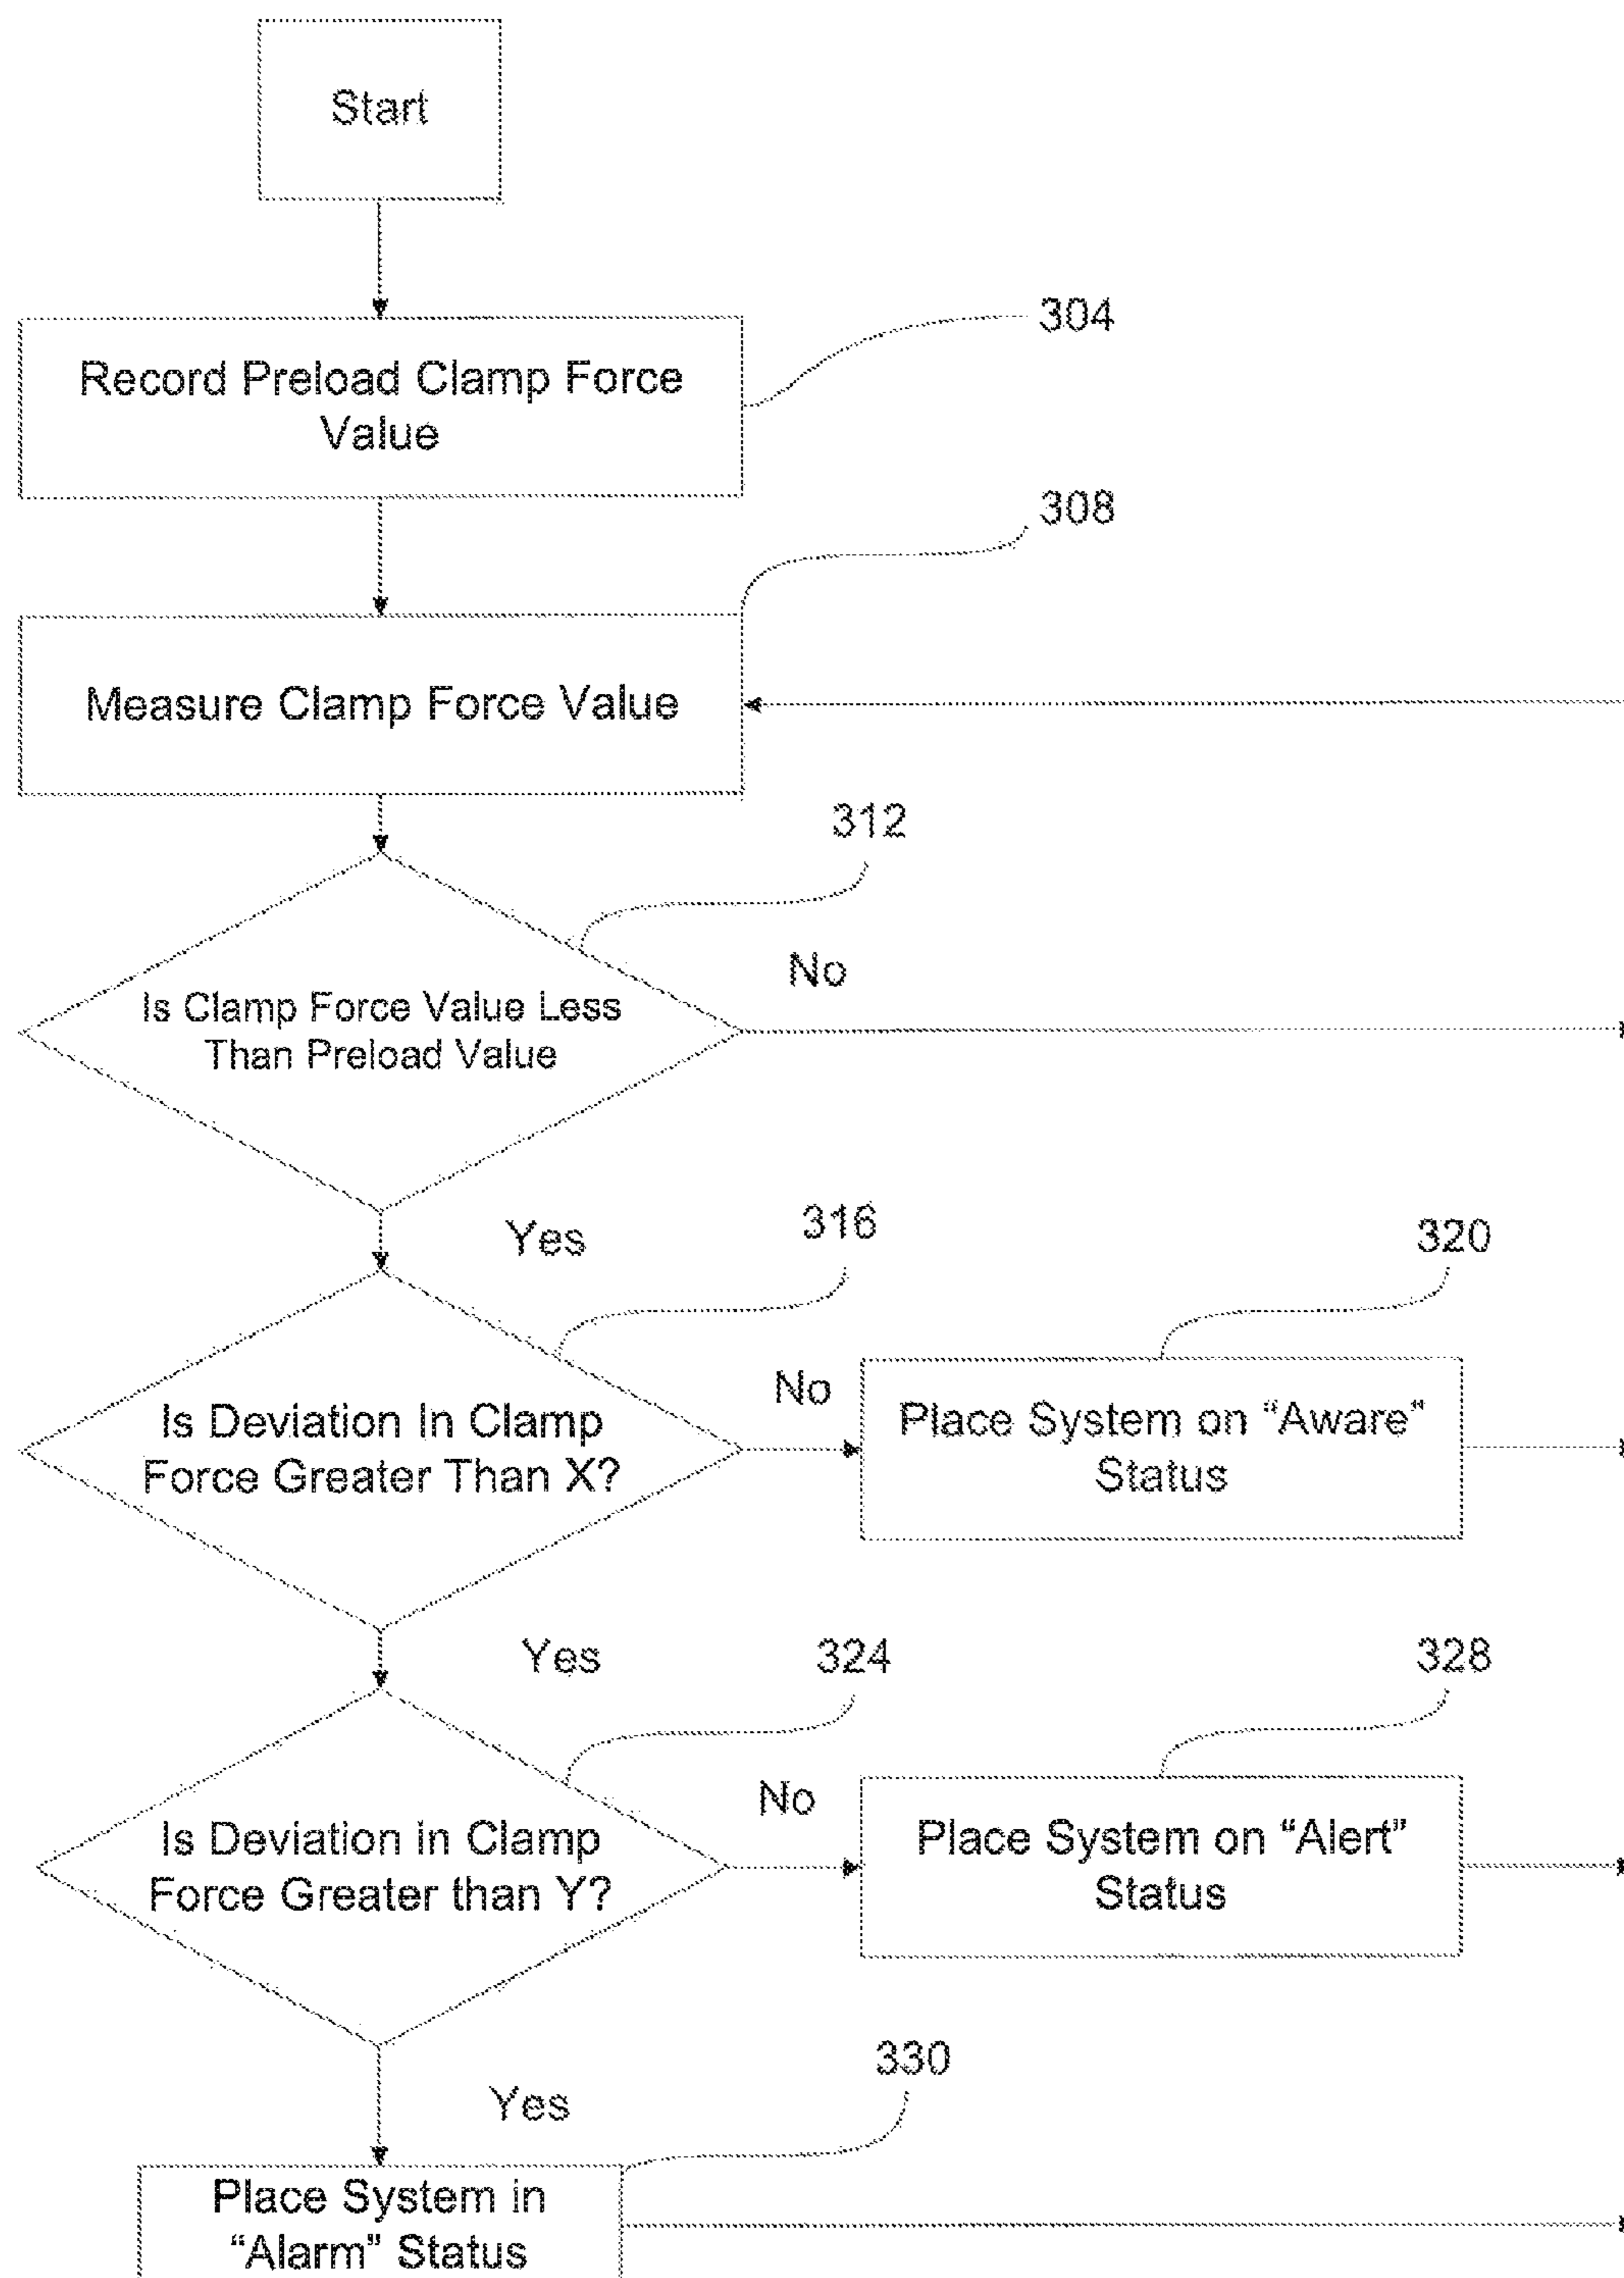 Start
304
Record Preload Clamp Force
Value
308
Measure Clamp Force Value
312
No
Is Clamp Force Value Less
Than Preload Value
Yes
316
320
No
Is Deviation In Clamp
Force Greater Than X?
Place System on “Aware”
Status
Yes
324
328
No
Is Deviation in Clamp
Force Greater than Y?
Place System on “Alert”
Status
330
Yes
Place System in
“Alarm” Status